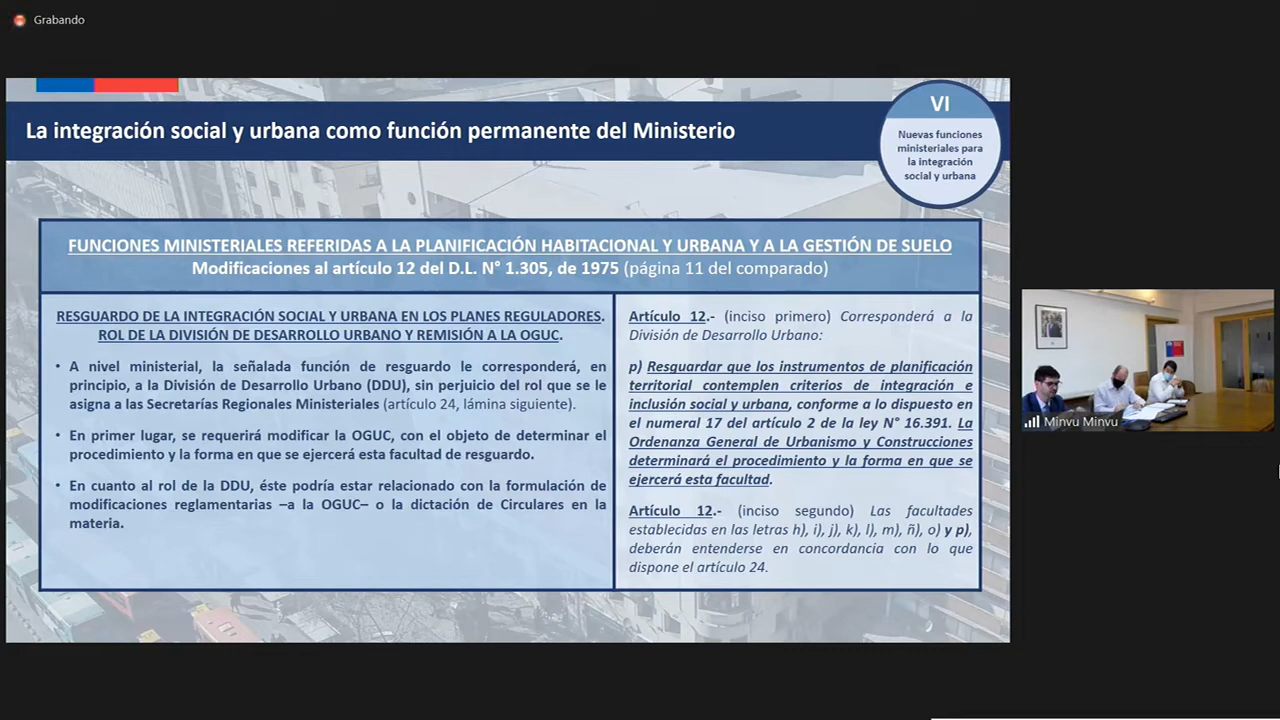 Grabando
La integración social y urbana como función permanente del Ministerio
VI
Nuevas funciones
ministeriales para
la integración
social y urbana
FUNCIONES MINISTERIALES REFERIDAS A LA PLANIFICACIÓN HABITACIONAL Y URBANA Y A LA GESTIÓN DE SUELO
Modificaciones al artículo 12 del D.L. N° 1.305, de 1975 (página 11 del comparado)
RESGUARDO DE LA INTEGRACIÓN SOCIAL Y URBANA EN LOS PLANES REGULADORES.
ROL DE LA DIVISIÓN DE DESARROLLO URBANO Y REMISIÓN A LA OGUC.
• A nivel ministerial, la señalada función de resguardo le corresponderá, en
principio, a la División de Desarrollo Urbano (DDU), sin perjuicio del rol que se le
asigna a las Secretarías Regionales Ministeriales (artículo 24, lámina siguiente).
• En primer lugar, se requerirá modificar la OGUC, con el objeto de determinar el
procedimiento y la forma en que se ejercerá esta facultad de resguardo.
• En cuanto al rol de la DDU, éste podría estar relacionado con la formulación de
modificaciones reglamentarias –a la OGUC– o la dictación de Circulares en la
materia.
Artículo 12.- (inciso primero) Corresponderá a la
División de Desarrollo Urbano:
p) Resguardar que los instrumentos de planificación
territorial contemplen criterios de integración e
inclusión social y urbana, conforme a lo dispuesto en
el numeral 17 del artículo 2 de la ley N° 16.391. La
Ordenanza General de Urbanismo y Construcciones
determinará el procedimiento y la forma en que se
ejercerá esta facultad.
Artículo 12.- (inciso segundo) Las facultades
establecidas en las letras h), i), j), k), l), m), ñ), o) y p),
deberán entenderse en concordancia con lo que
dispone el artículo 24.
Minvu Minvu